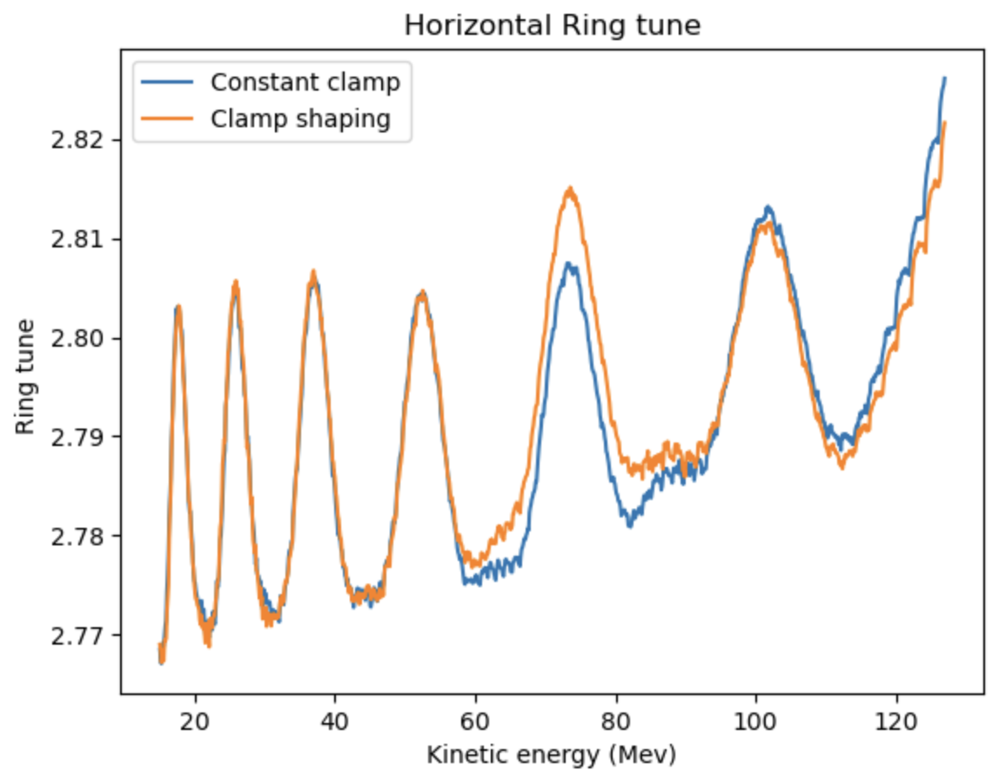 Horizontal Ring tune
Constant clamp
Clamp shaping
2.82
2.81
2.80
2.79
2.78
2.77
Ring tune
20 40 60 80 100 120
Kinetic energy (Mev)